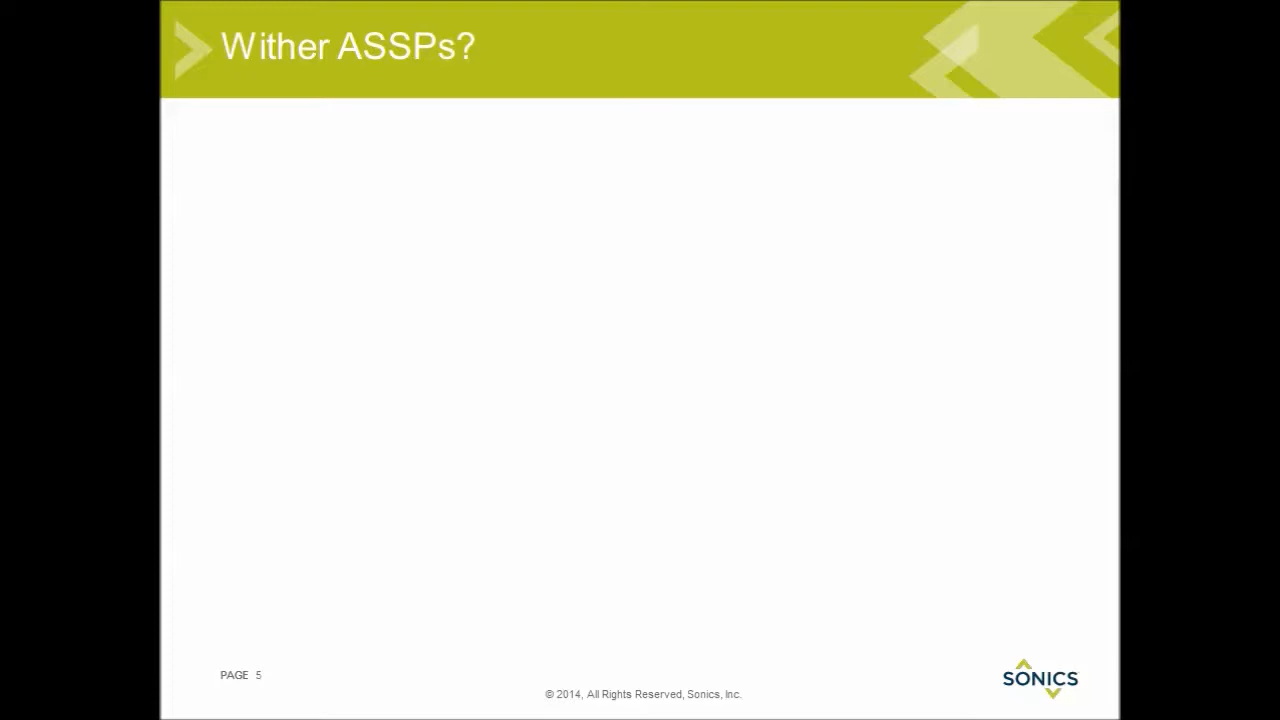 Wither ASSPs?
PAGE 5
© 2014, All Rights Reserved, Sonics, Inc.
SONICS